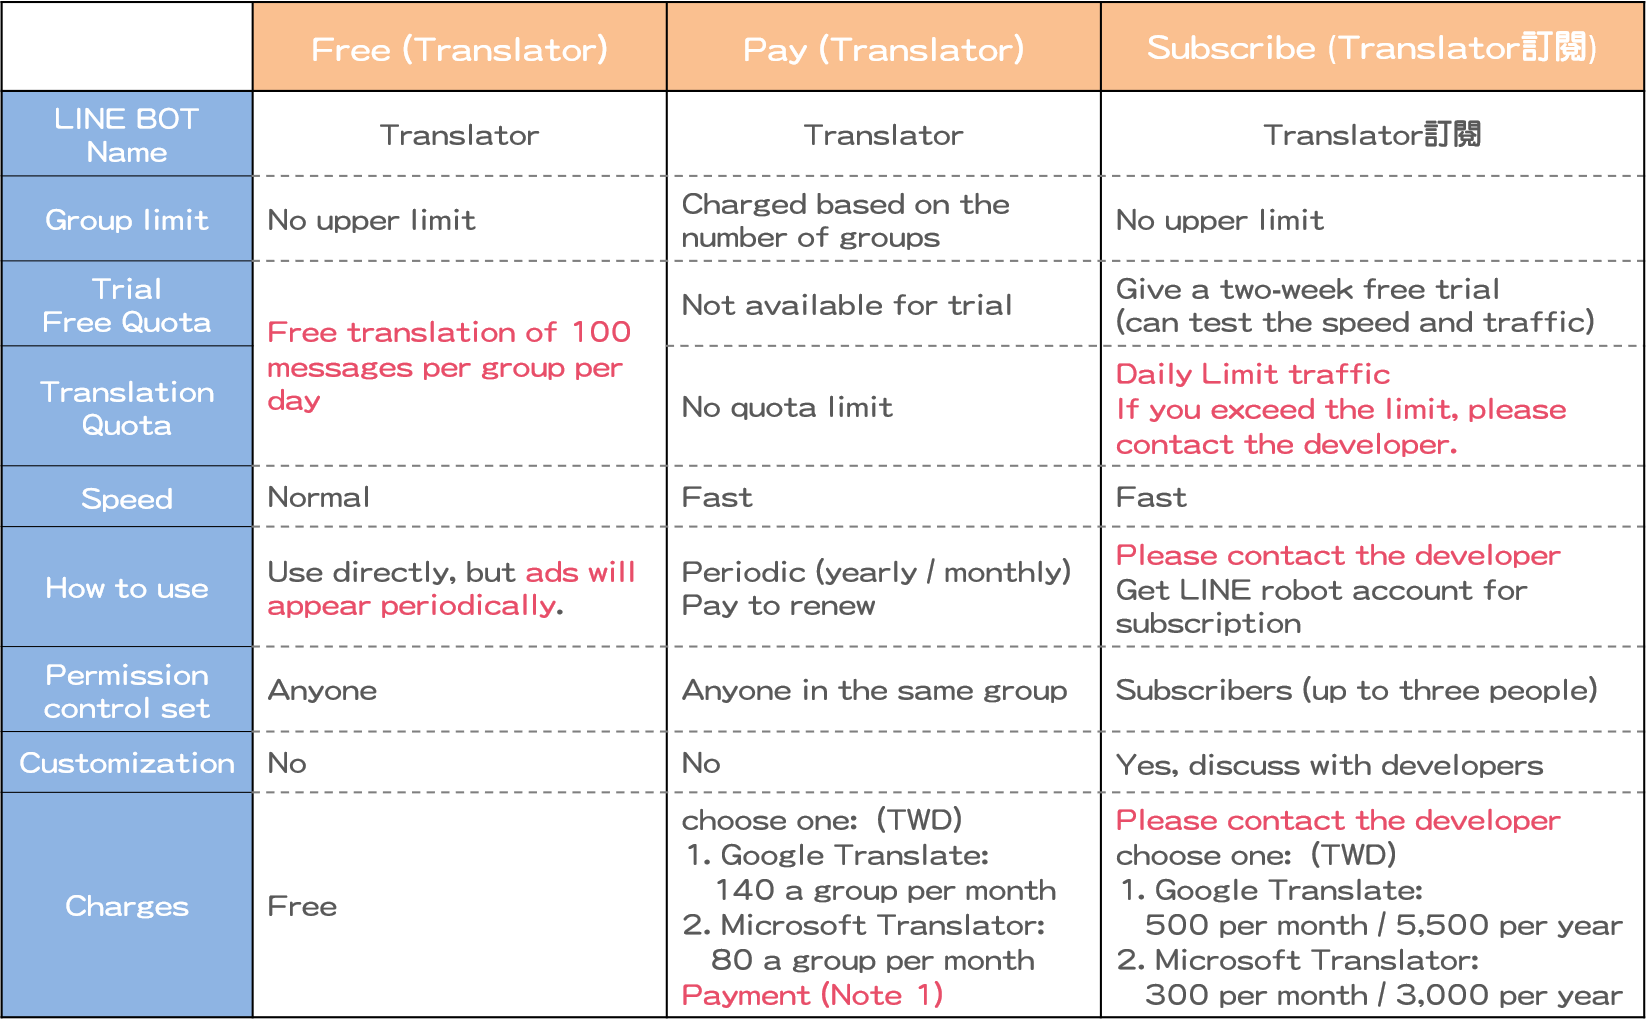 Free (Translator)
Pay (Translator)
Subscribe (Translator訂閱)
LINE BOT
Name
Translator
Translator
Translator訂閱
Group limit
No upper limit
Charged based on the
number of groups
No upper limit
Trial
Free Quota
Free translation of 100
messages per group per
day
Not available for trial
Give a two-week free trial
(can test the speed and traffic)
Translation
Quota
No quota limit
Daily Limit traffic
If you exceed the limit, please
contact the developer.
Speed
Normal
Fast
Fast
How to use
Use directly, but ads will
appear periodically.
Periodic (yearly / monthly)
Pay to renew
Please contact the developer
Get LINE robot account for
subscription
Permission
control set
Anyone
Anyone in the same group
Subscribers (up to three people)
Customization
No
No
Yes, discuss with developers
Charges
Free
choose one: (TWD)
1. Google Translate:
140 a group per month
2. Microsoft Translator:
80 a group per month
Payment (Note 1)
Please contact the developer
choose one: (TWD)
1. Google Translate:
500 per month / 5,500 per year
2. Microsoft Translator:
300 per month / 3,000 per year